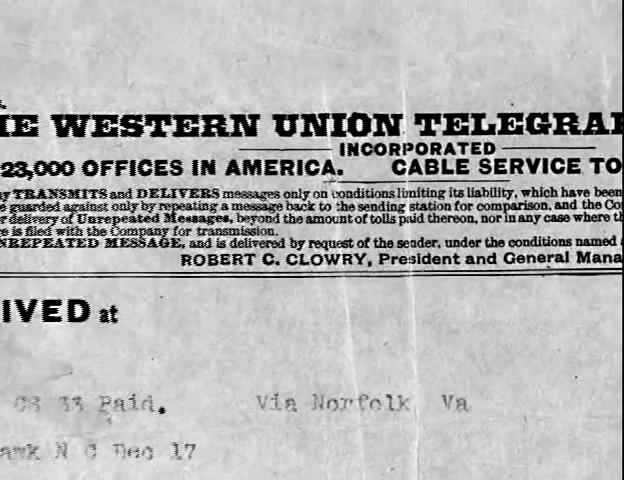 HE WESTERN UNION TELEGRA
INCORPORATED
23,000 OFFICES IN AMERICA. CABLE SERVICE TO
y TRANSMITS and DELIVERS messages only on conditions limiting its liability, which have been
e guarded against only by repeating a message back to the sending station for comparison, and the Co
r delivery of Unrepeated Messages, beyond the amount of tolls paid thereon, nor in any case where th
ce is filed with the Company for transmission.
NREPEATED MESSAGE, and is delivered by request of the sender, under the conditions named
ROBERT C. CLOWRY, President and General Mana
IVED at
33 Paid. Via Norfolk Va
awk N C Dec 17